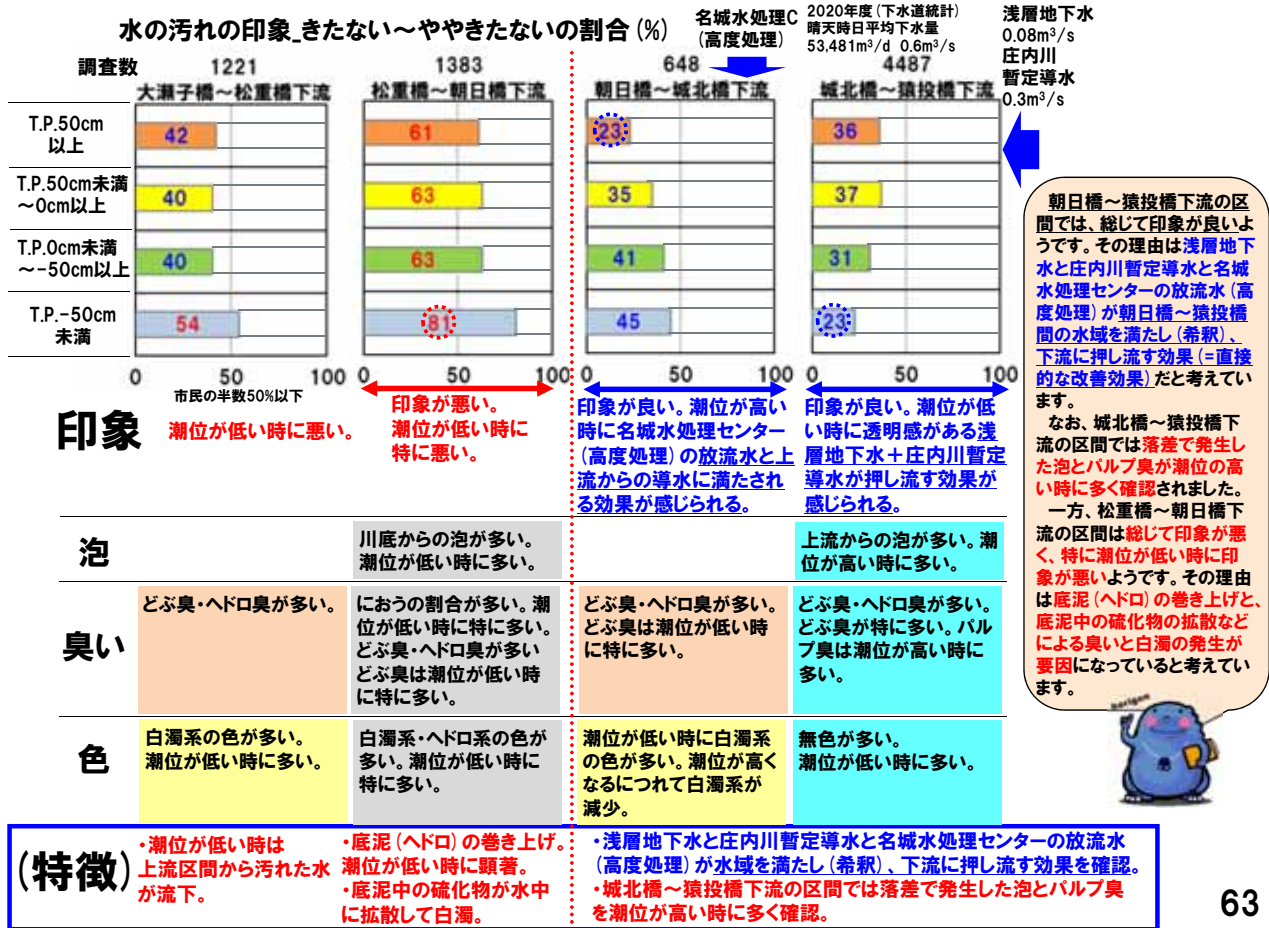 水の汚れの印象_きたない～ややきたないの割合(%)
名城水処理C
(高度処理)
2020年度(下水道統計)
晴天時日平均下水量
53,481m³/d 0.6m³/s
浅層地下水
0.08m³/s
庄内川
暫定導水
0.3m³/s
調査数 1221 1383 648 4487
大瀬子橋～松重橋下流 松重橋～朝日橋下流 朝日橋～城北橋下流 城北橋～猿投橋下流
T.P.50cm
以上
42 61 23 36
T.P.50cm未満
～0cm以上
40 63 35 37
T.P.0cm未満
～-50cm以上
40 63 41 31
T.P.-50cm
未満
54 81 45 23
0 50 100 0 50 100 0 50 100 0 50 100
市民の半数50%以下
印象
潮位が低い時に悪い。
印象が悪い。
潮位が低い時に
特に悪い。
印象が良い。潮位が高い
時に名城水処理センター
(高度処理)の放流水と上
流からの導水に満たされ
る効果が感じられる。
印象が良い。潮位が低
い時に透明感がある浅
層地下水+庄内川暫定
導水が押し流す効果が
感じられる。
泡
川底からの泡が多い。
潮位が低い時に多い。
上流からの泡が多い。潮
位が高い時に多い。
臭い
どぶ臭・ヘドロ臭が多い。
におうの割合が多い。潮
位が低い時に特に多い。
どぶ臭・ヘドロ臭が多い
どぶ臭は潮位が低い時
に特に多い。
どぶ臭・ヘドロ臭が多い。
どぶ臭は潮位が低い時
に特に多い。
どぶ臭・ヘドロ臭が多い。
どぶ臭が特に多い。パル
プ臭は潮位が高い時に
多い。
色
白濁系の色が多い。
潮位が低い時に多い。
白濁系・ヘドロ系の色が
多い。潮位が低い時に
特に多い。
潮位が低い時に白濁系
の色が多い。潮位が高く
なるにつれて白濁系が
減少。
無色が多い。
潮位が低い時に多い。
(特徴)
・潮位が低い時は
上流区間から汚れた水
が流下。
・底泥(ヘドロ)の巻き上げ。
潮位が低い時に顕著。
・底泥中の硫化物が水中
に拡散して白濁。
・浅層地下水と庄内川暫定導水と名城水処理センターの放流水
(高度処理)が水域を満たし(希釈)、下流に押し流す効果を確認。
・城北橋～猿投橋下流の区間では落差で発生した泡とパルプ臭
を潮位が高い時に多く確認。
朝日橋～猿投橋下流の区
間では、総じて印象が良いよ
うです。その理由は浅層地下
水と庄内川暫定導水と名城
水処理センターの放流水(高
度処理)が朝日橋～猿投橋
間の水域を満たし(希釈)、
下流に押し流す効果(=直接
的な改善効果)だと考えてい
ます。
なお、城北橋～猿投橋下
流の区間では落差で発生し
た泡とパルプ臭が潮位の高
い時に多く確認されました。
一方、松重橋～朝日橋下
流の区間は総じて印象が悪
く、特に潮位が低い時に印
象が悪いようです。その理由
は底泥(ヘドロ)の巻き上げと、
底泥中の硫化物の拡散など
による臭いと白濁の発生が
要因になっていると考えてい
ます。
horigon
63